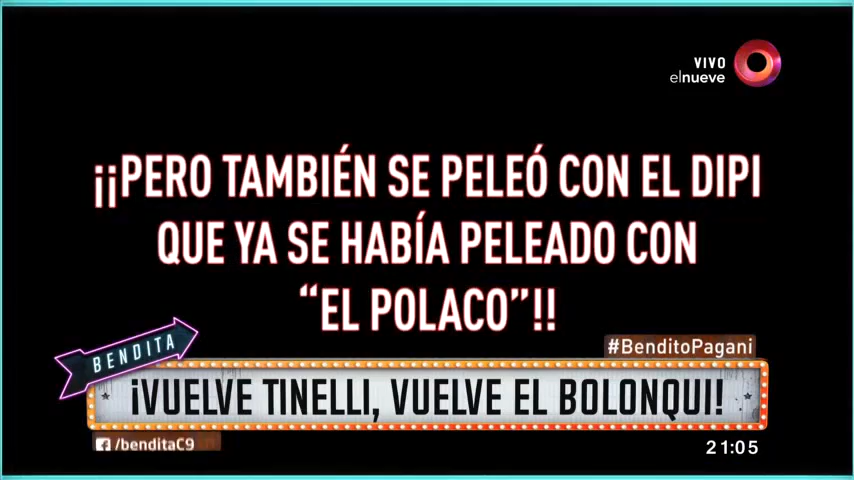 VIVO
elnueve
¡¡PERO TAMBIÉN SE PELEÓ CON EL DIPI
QUE YA SE HABÍA PELEADO CON
“EL POLACO”!!
#BenditoPagani
BENDITA
¡VUELVE TINELLI, VUELVE EL BOLONQUI!
/benditaC9
21:05